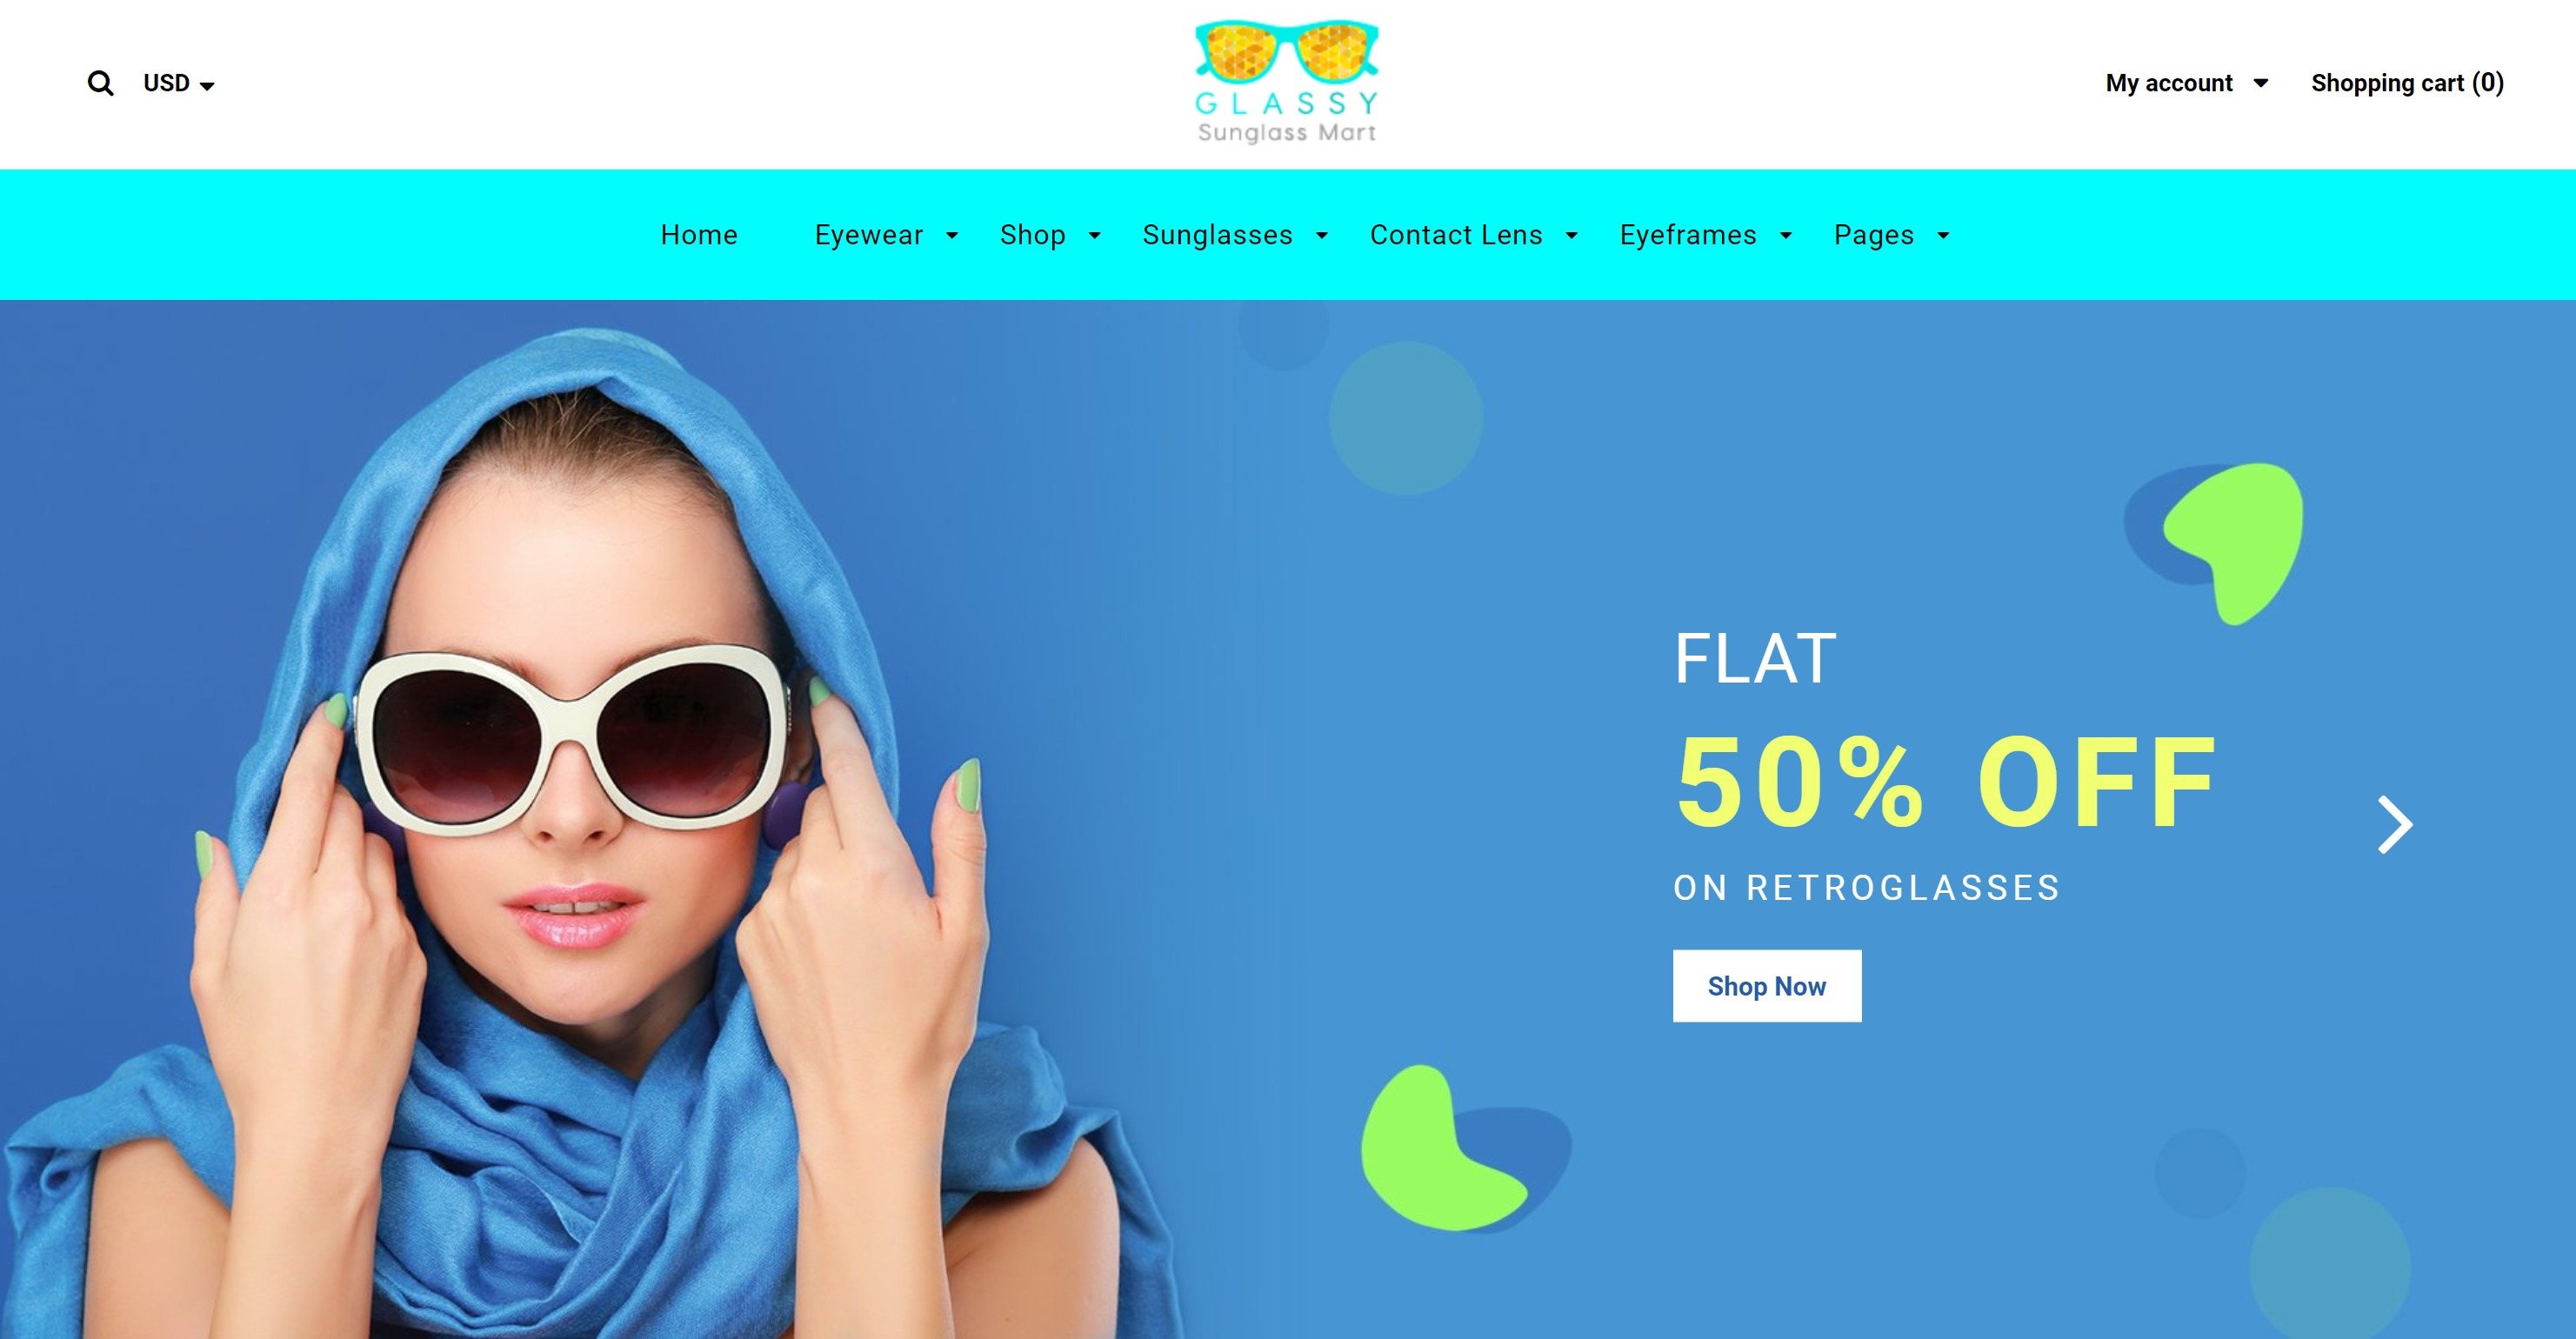 USD
GLASSY
Sunglass Mart
My account
Shopping cart (0)
Home
Eyewear
Shop
Sunglasses
Contact Lens
Eyeframes
Pages
FLAT
50% OFF
ON RETROGLASSES
Shop Now